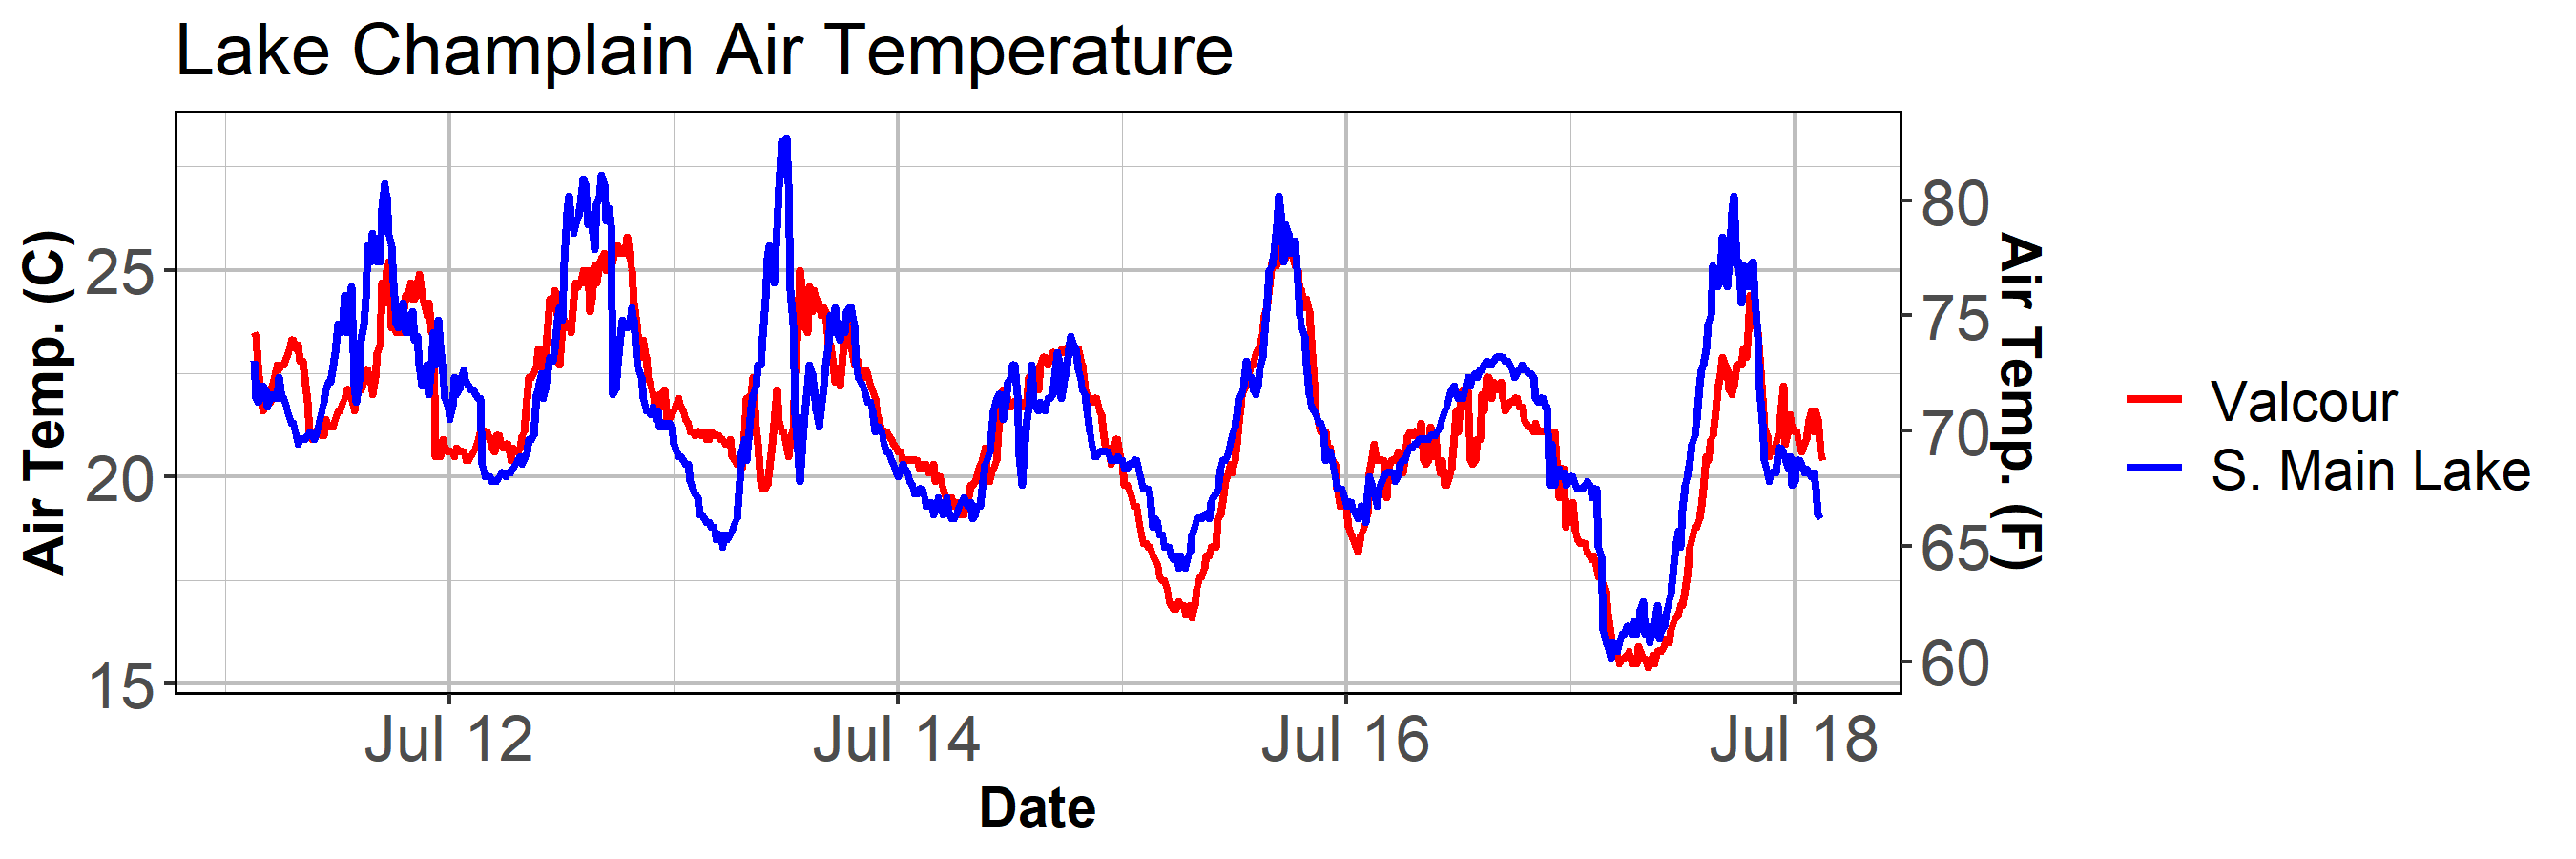 Lake Champlain Air Temperature
Air Temp. (C)
25
20
15
80
75
70
65
60
Air Temp. (F)
Jul 12
Jul 14
Jul 16
Jul 18
Date
Valcour
S. Main Lake